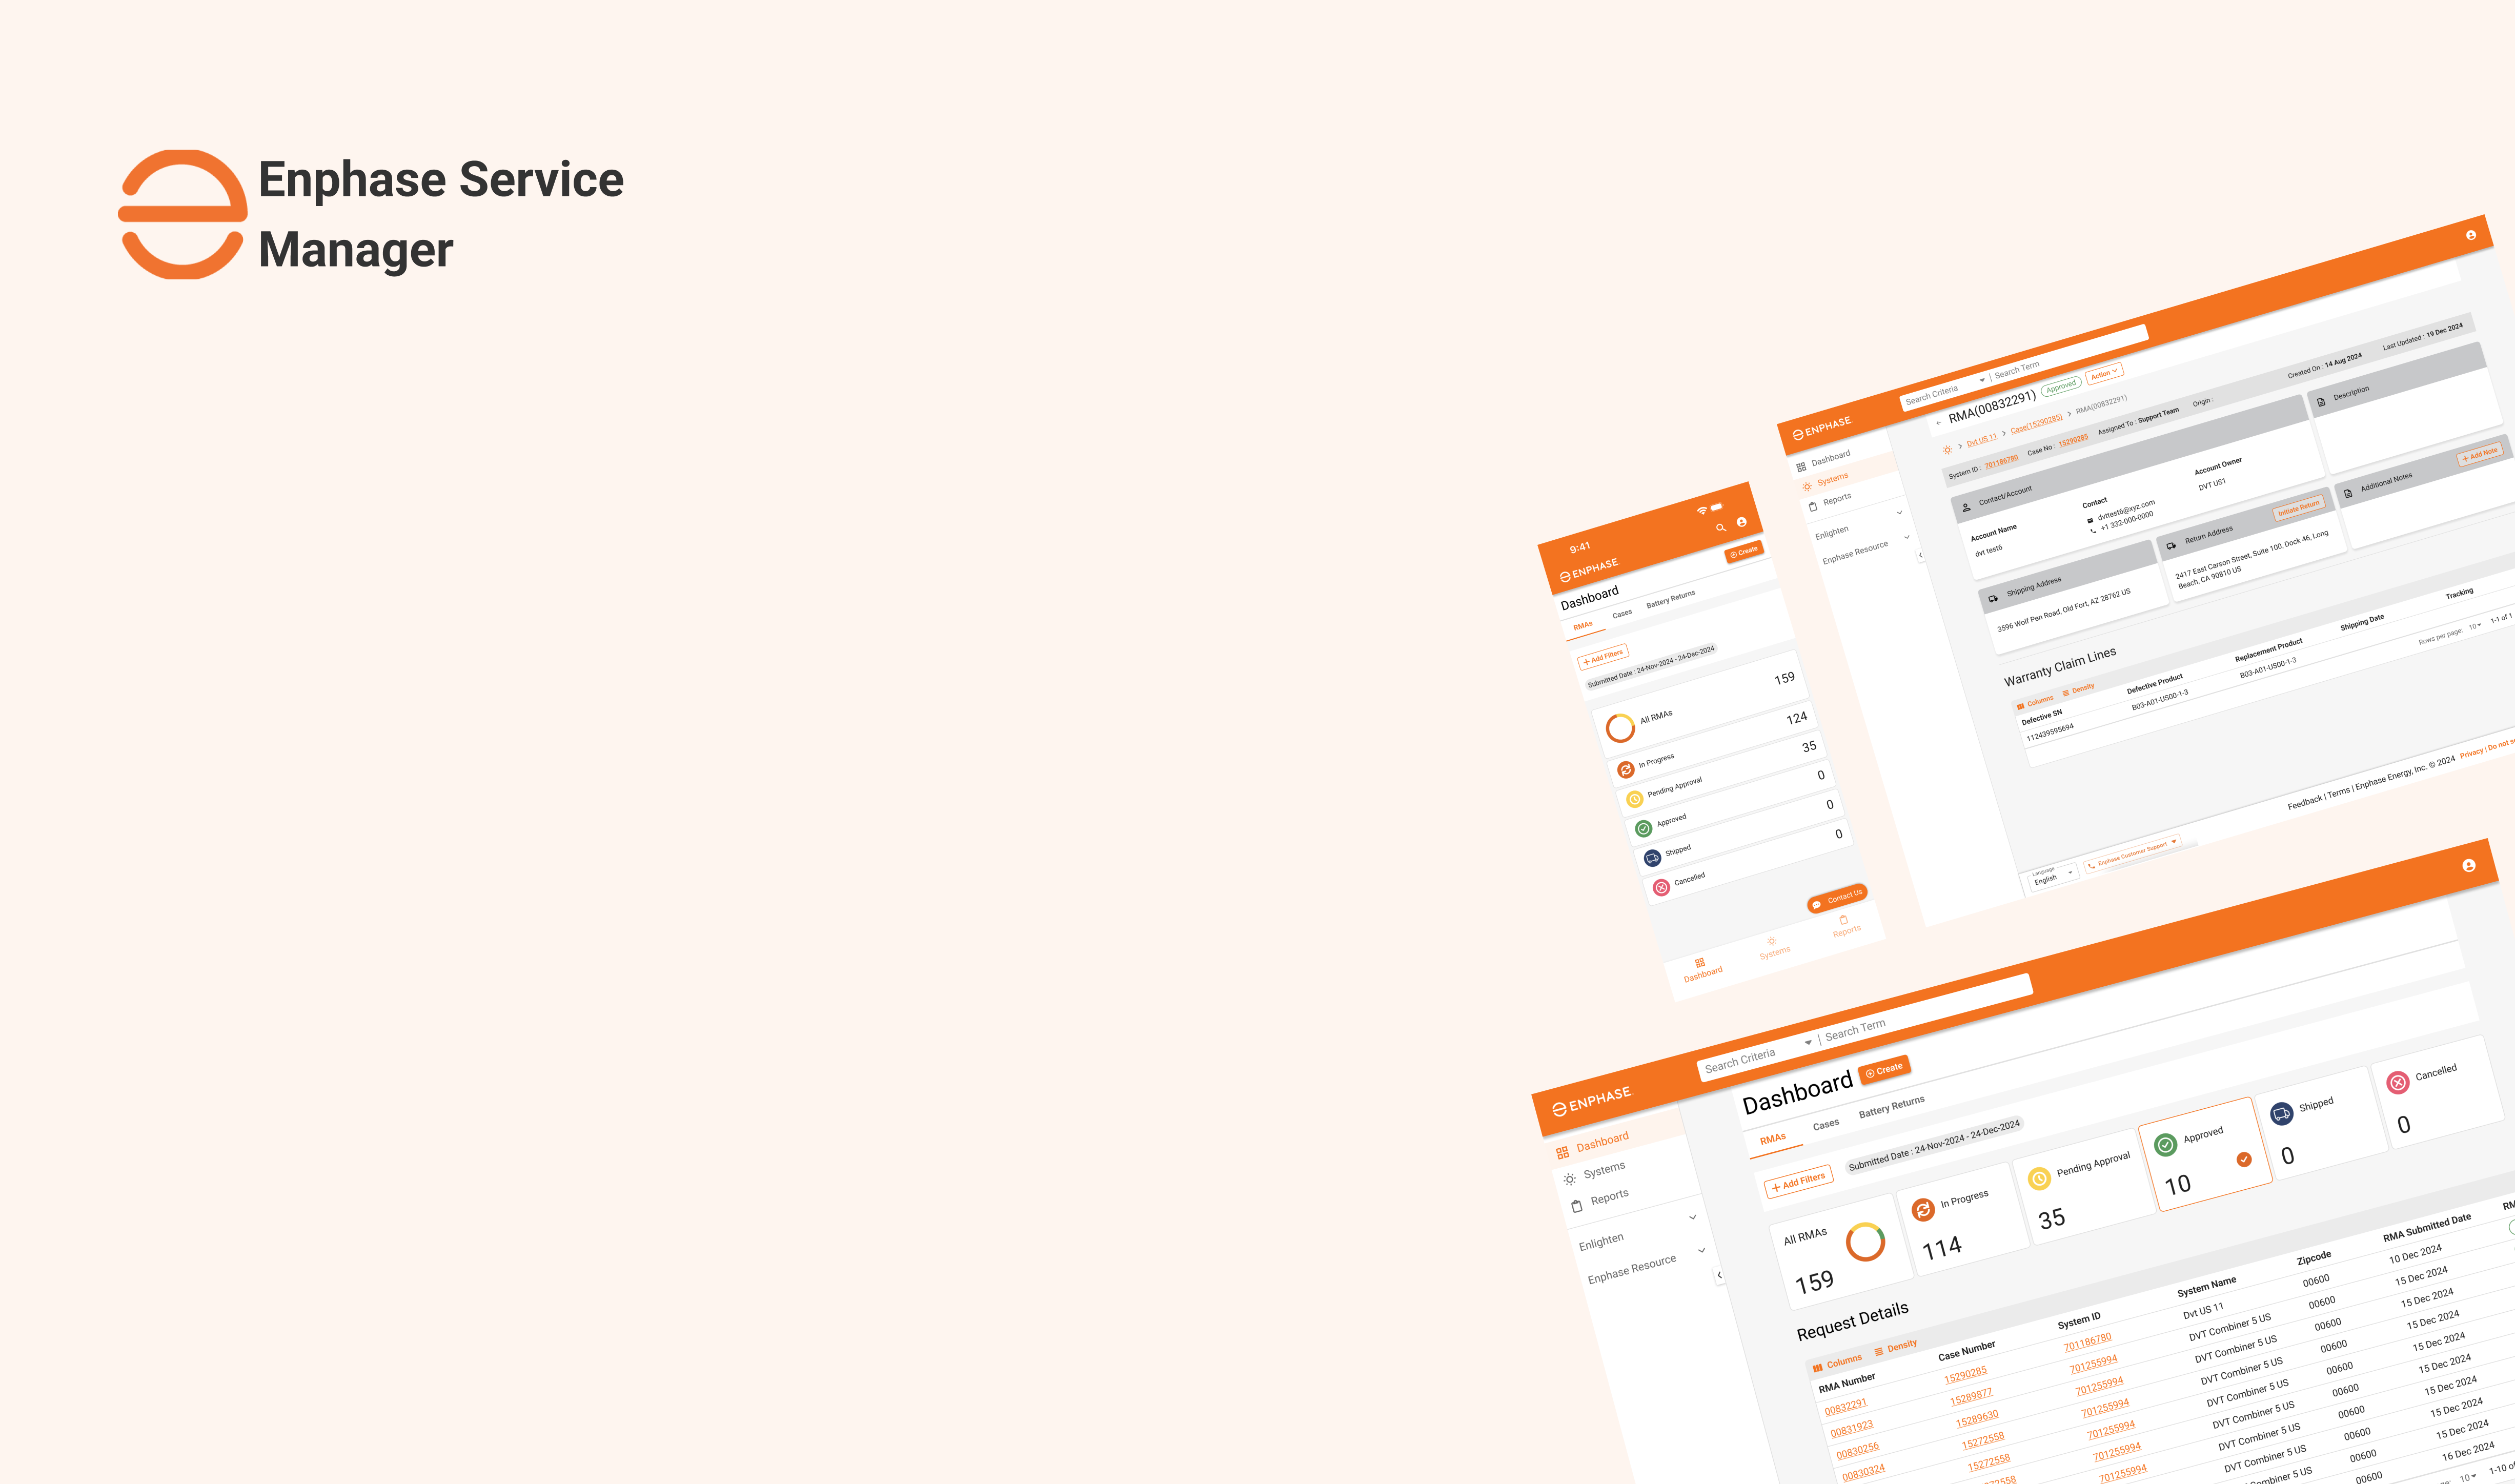 Enphase Service
Manager
ENPHASE
Search Criteria
Search Term
Dashboard
Systems
Reports
Enlighten
Enphase Resource
RMA(00832291) Approved Action
Dvt US 11 > Case(15290285) > RMA(00832291)
System ID : 701186780 Case No : 15290285 Assigned To : Support Team Origin : Created On : 14 Aug 2024 Last Updated : 19 Dec 2024
Contact/Account
Account Name
dvt test6
Contact
dvttest6@xyz.com
+1 332-000-0000
Account Owner
DVT US1
Description
Shipping Address
3596 Wolf Pen Road, Old Fort, AZ 28762 US
Return Address
Initiate Return
2417 East Carson Street, Suite 100, Dock 46, Long
Beach, CA 90810 US
Additional Notes
+ Add Note
Warranty Claim Lines
Columns Density
Defective SN Defective Product Replacement Product Shipping Date Tracking
112439595694 B03-A01-US00-1-3 B03-A01-US00-1-3
Rows per page: 10 1-1 of 1
Language
English
Enphase Customer Support
Feedback | Terms | Enphase Energy, Inc. © 2024 Privacy | Do not
9:41
ENPHASE
Dashboard
Create
RMAs Cases Battery Returns
+ Add Filters
Submitted Date : 24-Nov-2024 - 24-Dec-2024
All RMAs 159
In Progress 124
Pending Approval 35
Approved 0
Shipped 0
Cancelled 0
Contact Us
Dashboard Systems Reports
ENPHASE
Search Criteria
Search Term
Dashboard
Systems
Reports
Enlighten
Enphase Resource
Dashboard Create
RMAs Cases Battery Returns
+ Add Filters Submitted Date : 24-Nov-2024 - 24-Dec-2024
All RMAs
159
In Progress
114
Pending Approval
35
Approved
10
Shipped
0
Cancelled
0
Request Details
Columns Density
RMA Number Case Number System ID System Name Zipcode RMA Submitted Date
00832291 15290285 701186780 Dvt US 11 00600 10 Dec 2024
00831923 15289877 701255994 DVT Combiner 5 US 00600 15 Dec 2024
00830256 15289630 701255994 DVT Combiner 5 US 00600 15 Dec 2024
00830324 15272558 701255994 DVT Combiner 5 US 00600 15 Dec 2024
15272558 701255994 DVT Combiner 5 US 00600 15 Dec 2024
701255994 DVT Combiner 5 US 00600 15 Dec 2024
701255994 DVT Combiner 5 US 00600 15 Dec 2024
DVT Combiner 5 US 00600 15 Dec 2024
00600 15 Dec 2024
00600 16 Dec 2024
10